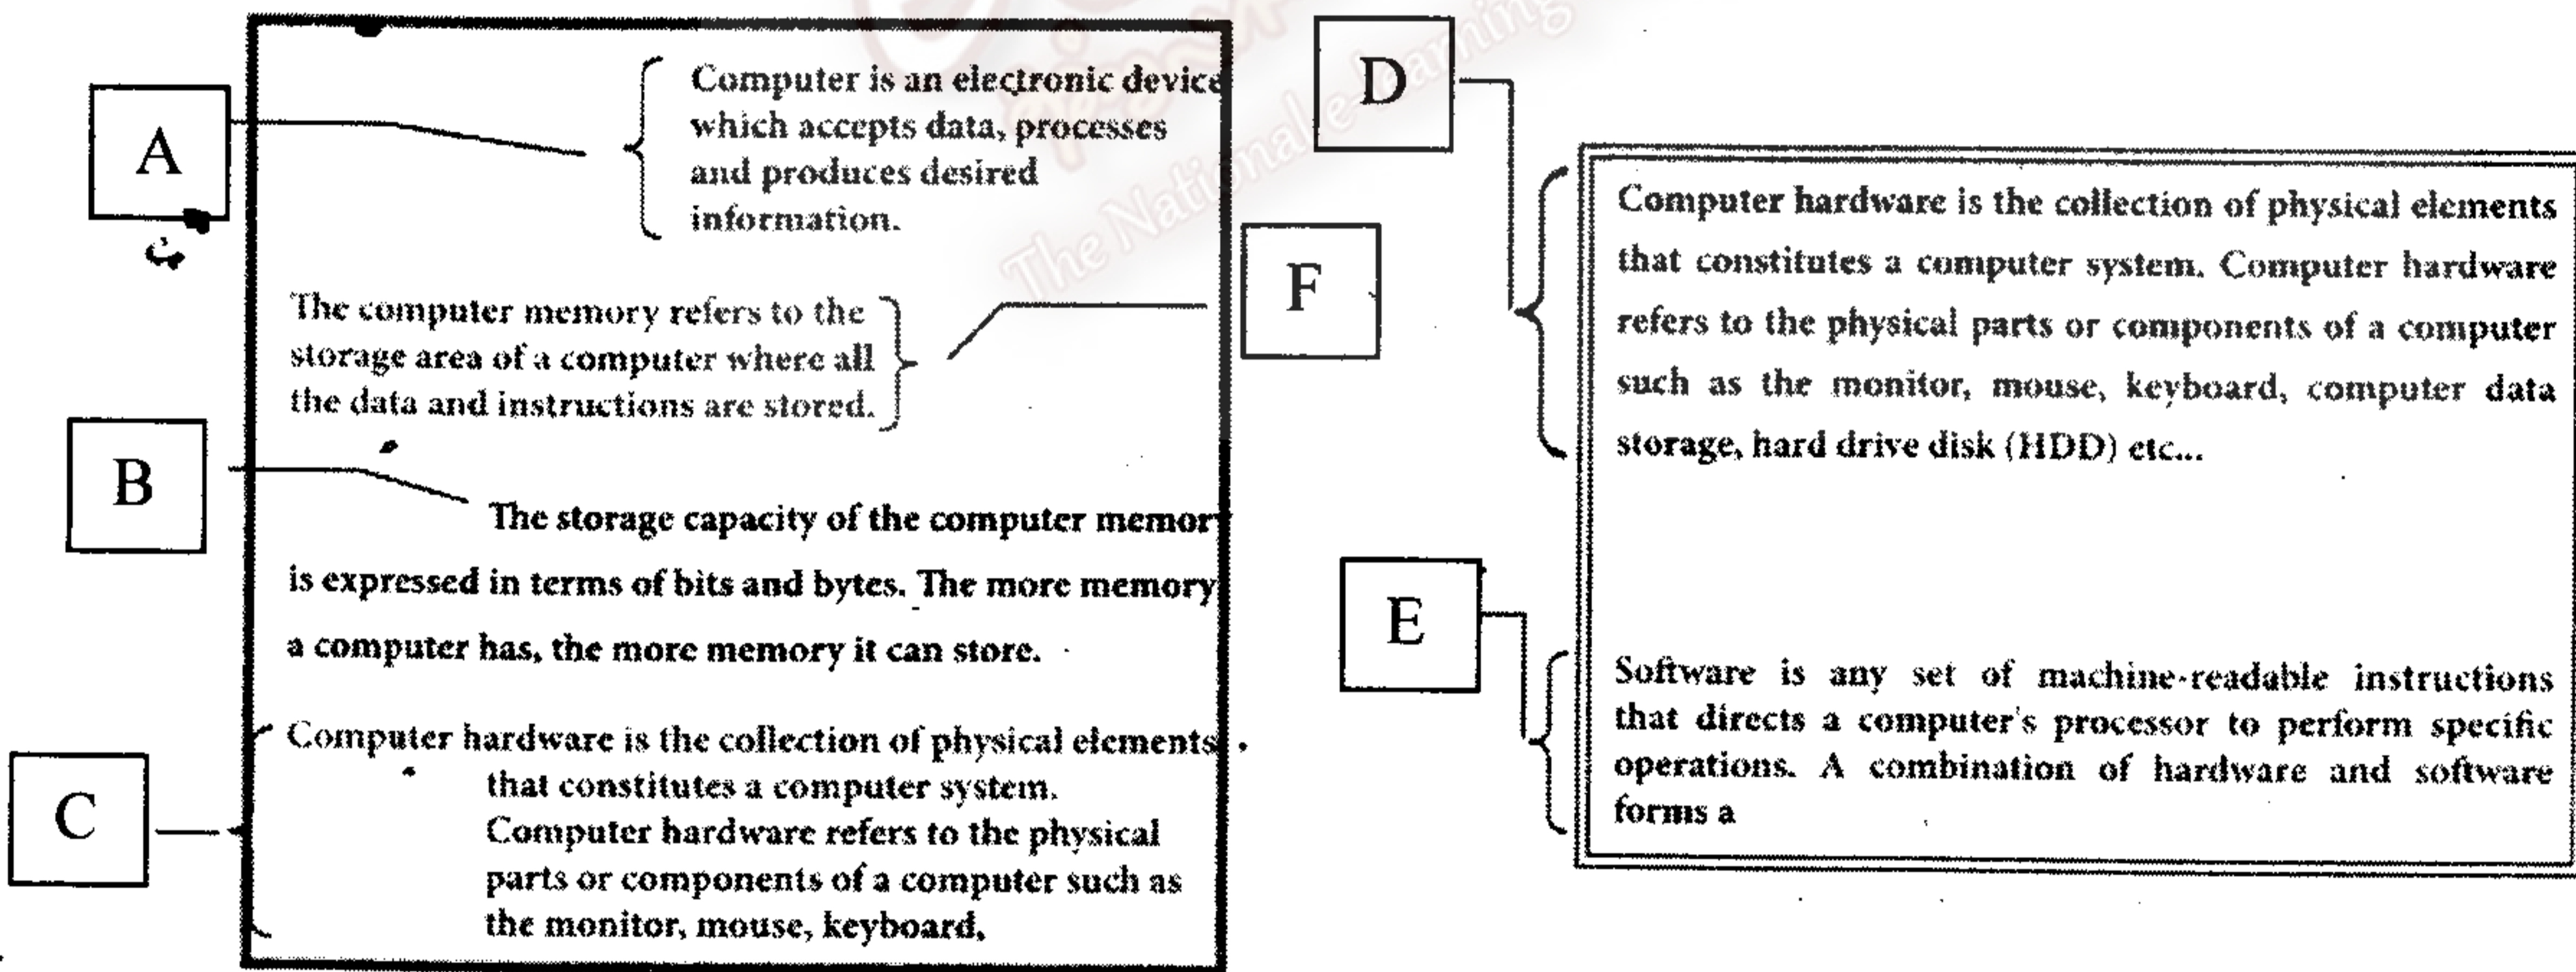 A
Computer is an electronic device
which accepts data, processes
and produces desired
information.
F
The computer memory refers to the
storage area of a computer where all
the data and instructions are stored.
B
The storage capacity of the computer memory
is expressed in terms of bits and bytes. The more memory
a computer has, the more memory it can store.
C
Computer hardware is the collection of physical elements
that constitutes a computer system.
Computer hardware refers to the physical
parts or components of a computer such as
the monitor, mouse, keyboard,
D
Computer hardware is the collection of physical elements
that constitutes a computer system. Computer hardware
refers to the physical parts or components of a computer
such as the monitor, mouse, keyboard, computer data
storage, hard drive disk (HDD) etc...
E
Software is any set of machine-readable instructions
that directs a computer's processor to perform specific
operations. A combination of hardware and software
forms a
The National e-Learning